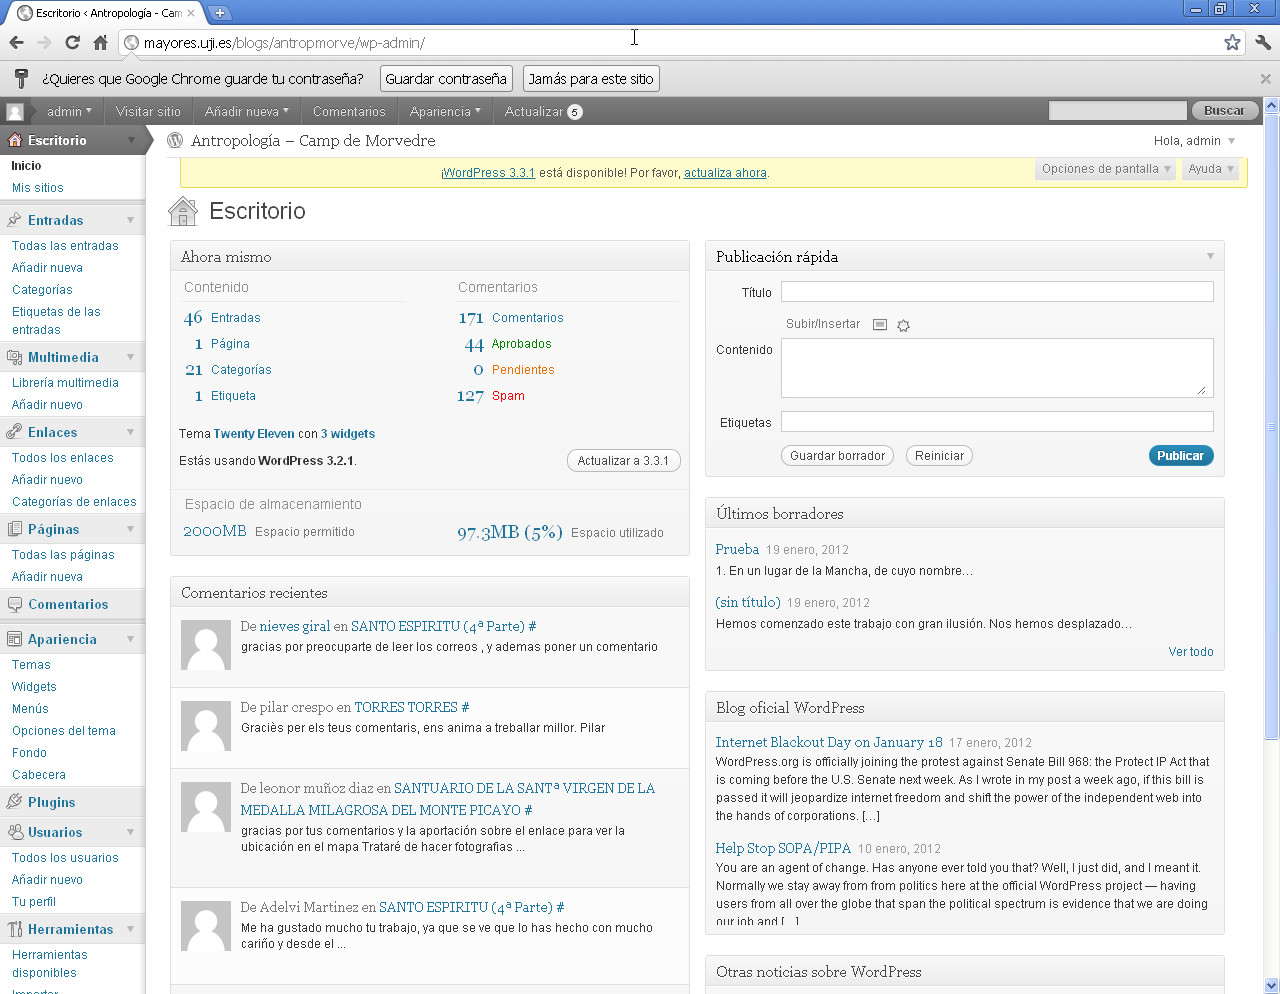 Escritorio ‹ Antropología – Cam
mayores.uji.es/blogs/antropmorve/wp-admin/
¿Quieres que Google Chrome guarde tu contraseña?
Guardar contraseña
Jamás para este sitio
admin
Visitar sitio
Añadir nueva
Comentarios
Apariencia
Actualizar 5
Buscar
Escritorio
Inicio
Mis sitios
Entradas
Todas las entradas
Añadir nueva
Categorías
Etiquetas de las
entradas
Multimedia
Librería multimedia
Añadir nuevo
Enlaces
Todos los enlaces
Añadir nuevo
Categorías de enlaces
Páginas
Todas las páginas
Añadir nueva
Comentarios
Apariencia
Temas
Widgets
Menús
Opciones del tema
Fondo
Cabecera
Plugins
Usuarios
Todos los usuarios
Añadir nuevo
Tu perfil
Herramientas
Herramientas
disponibles
Importar
Antropología – Camp de Morvedre
Hola, admin
¡WordPress 3.3.1 está disponible! Por favor, actualiza ahora.
Opciones de pantalla
Ayuda
Escritorio
Ahora mismo
Contenido
Comentarios
46 Entradas
171 Comentarios
1 Página
44 Aprobados
21 Categorías
0 Pendientes
1 Etiqueta
127 Spam
Tema Twenty Eleven con 3 widgets
Estás usando WordPress 3.2.1.
Actualizar a 3.3.1
Espacio de almacenamiento
2000MB Espacio permitido
97.3MB (5%) Espacio utilizado
Comentarios recientes
De nieves giral en SANTO ESPIRITU (4ª Parte) #
gracias por preocuparte de leer los correos , y ademas poner un comentario
De pilar crespo en TORRES TORRES #
Graciès per els teus comentaris, ens anima a treballar millor. Pilar
De leonor muñoz diaz en SANTUARIO DE LA SANTª VIRGEN DE LA
MEDALLA MILAGROSA DEL MONTE PICAYO #
gracias por tus comentarios y la aportación sobre el enlace para ver la
ubicación en el mapa Trataré de hacer fotografias ...
De Adelvi Martinez en SANTO ESPIRITU (4ª Parte) #
Me ha gustado mucho tu trabajo, ya que se ve que lo has hecho con mucho
cariño y desde el ...
Publicación rápida
Título
Subir/Insertar
Contenido
Etiquetas
Guardar borrador
Reiniciar
Publicar
Últimos borradores
Prueba 19 enero, 2012
1. En un lugar de la Mancha, de cuyo nombre…
(sin título) 19 enero, 2012
Hemos comenzado este trabajo con gran ilusión. Nos hemos desplazado…
Ver todo
Blog oficial WordPress
Internet Blackout Day on January 18 17 enero, 2012
WordPress.org is officially joining the protest against Senate Bill 968: the Protect IP Act that
is coming before the U.S. Senate next week. As I wrote in my post a week ago, if this bill is
passed it will jeopardize internet freedom and shift the power of the independent web into
the hands of corporations. […]
Help Stop SOPA/PIPA 10 enero, 2012
You are an agent of change. Has anyone ever told you that? Well, I just did, and I meant it.
Normally we stay away from from politics here at the official WordPress project — having
users from all over the globe that span the political spectrum is evidence that we are doing
our job and […]
Otras noticias sobre WordPress